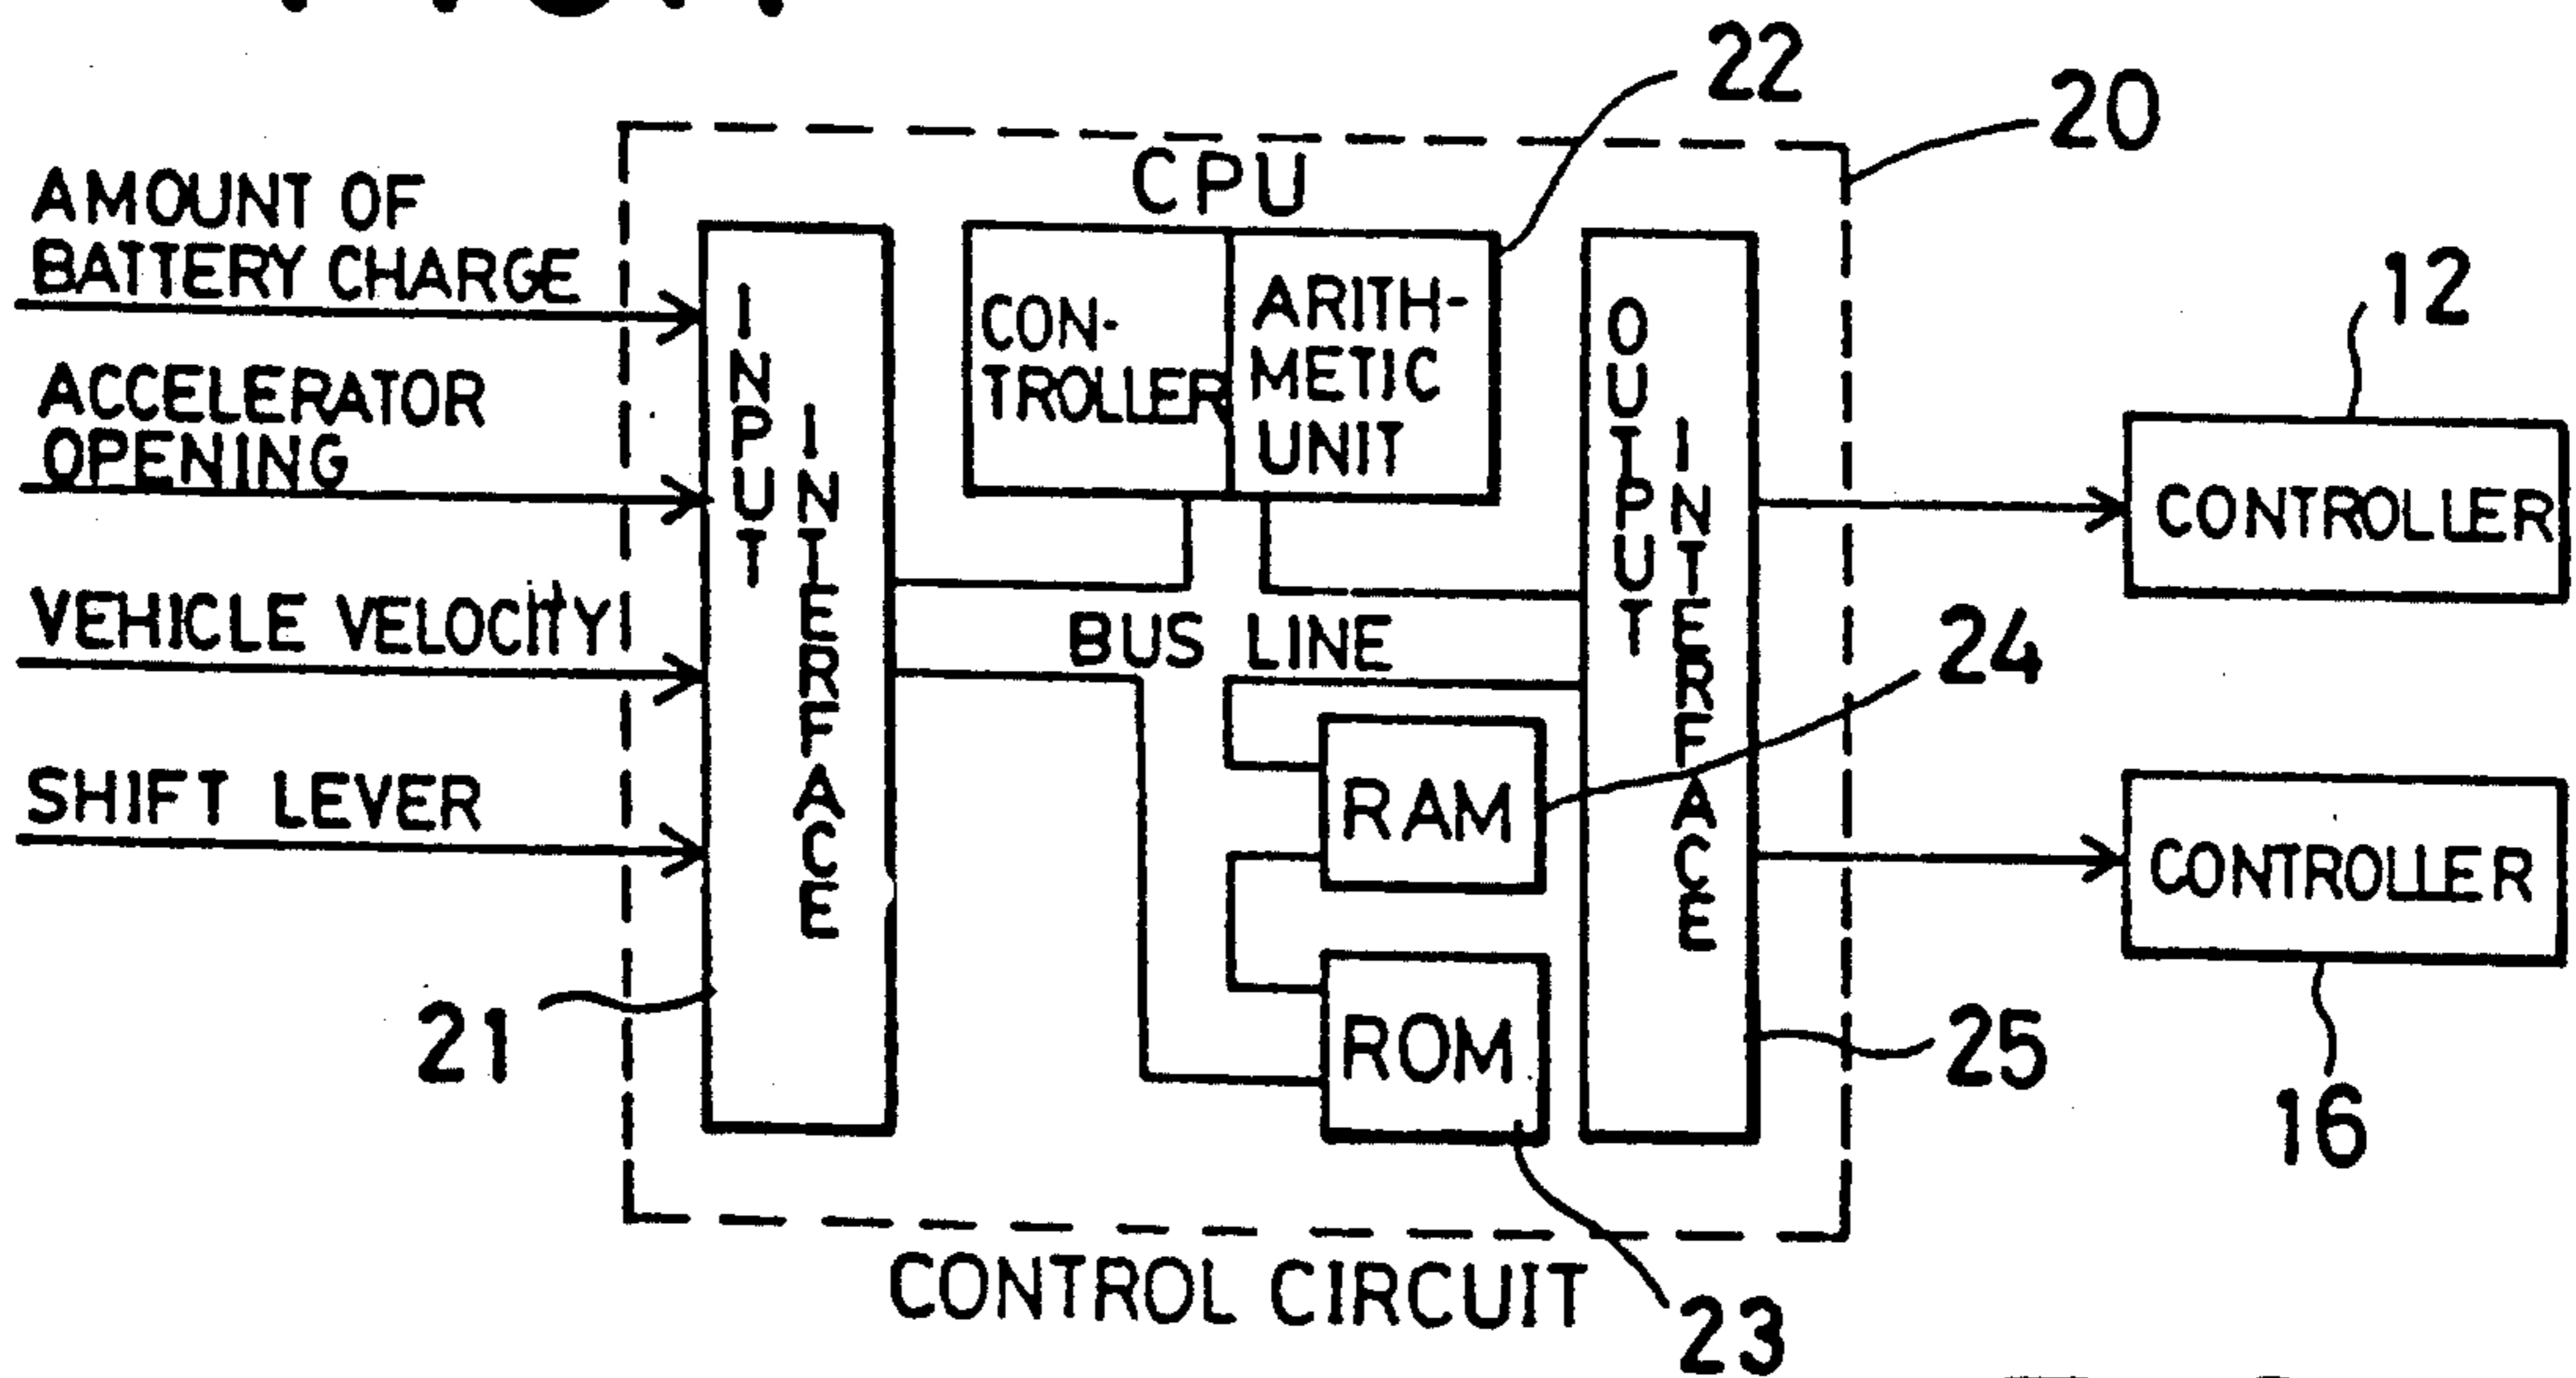 22
20
CPU
AMOUNT OF
BATTERY CHARGE
ACCELERATOR
OPENING
VEHICLE VELOCITY
SHIFT LEVER
INPUT
INTERFACE
CON-
TROLLER
ARITH-
METIC
UNIT
BUS LINE
RAM
ROM
OUTPUT
INTERFACE
12
CONTROLLER
24
CONTROLLER
16
21
25
CONTROL CIRCUIT
23